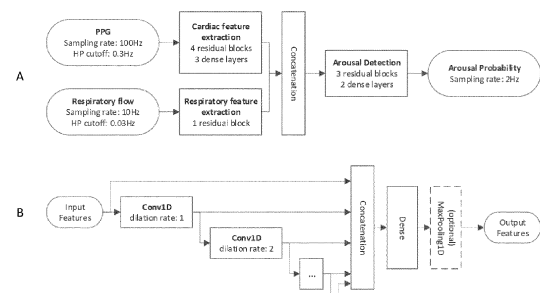 PPG
Sampling rate: 100Hz
HP cutoff: 0.3Hz
Cardiac feature
extraction
4 residual blocks
3 dense layers
Concatenation
Arousal Detection
3 residual blocks
2 dense layers
Arousal Probability
Sampling rate: 2Hz
A
Respiratory flow
Sampling rate: 10Hz
HP cutoff: 0.03Hz
Respiratory feature
extraction
1 residual block
B
Input
Features
Conv1D
dilation rate: 1
Conv1D
dilation rate: 2
...
Concatenation
Dense
(optional)
MaxPooling1D
Output
Features